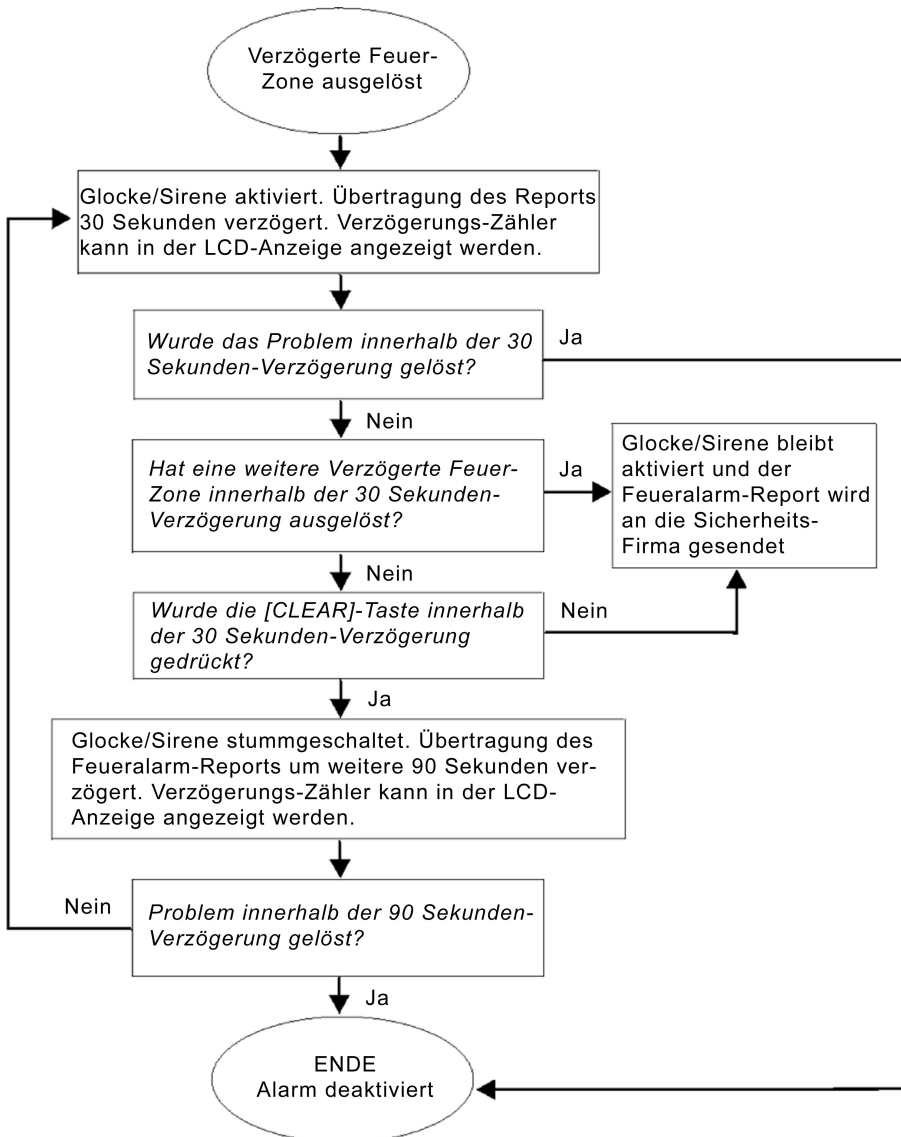 Verzögerte Feuer-
Zone ausgelöst
Glocke/Sirene aktiviert. Übertragung des Reports
30 Sekunden verzögert. Verzögerungs-Zähler
kann in der LCD-Anzeige angezeigt werden.
Wurde das Problem innerhalb der 30
Sekunden-Verzögerung gelöst?
Ja
Nein
Hat eine weitere Verzögerte Feuer-
Zone innerhalb der 30 Sekunden-
Verzögerung ausgelöst?
Ja
Glocke/Sirene bleibt
aktiviert und der
Feueralarm-Report wird
an die Sicherheits-
Firma gesendet
Nein
Wurde die [CLEAR]-Taste innerhalb
der 30 Sekunden-Verzögerung
gedrückt?
Nein
Ja
Glocke/Sirene stummgeschaltet. Übertragung des
Feueralarm-Reports um weitere 90 Sekunden ver-
zögert. Verzögerungs-Zähler kann in der LCD-
Anzeige angezeigt werden.
Nein
Problem innerhalb der 90 Sekunden-
Verzögerung gelöst?
Ja
ENDE
Alarm deaktiviert